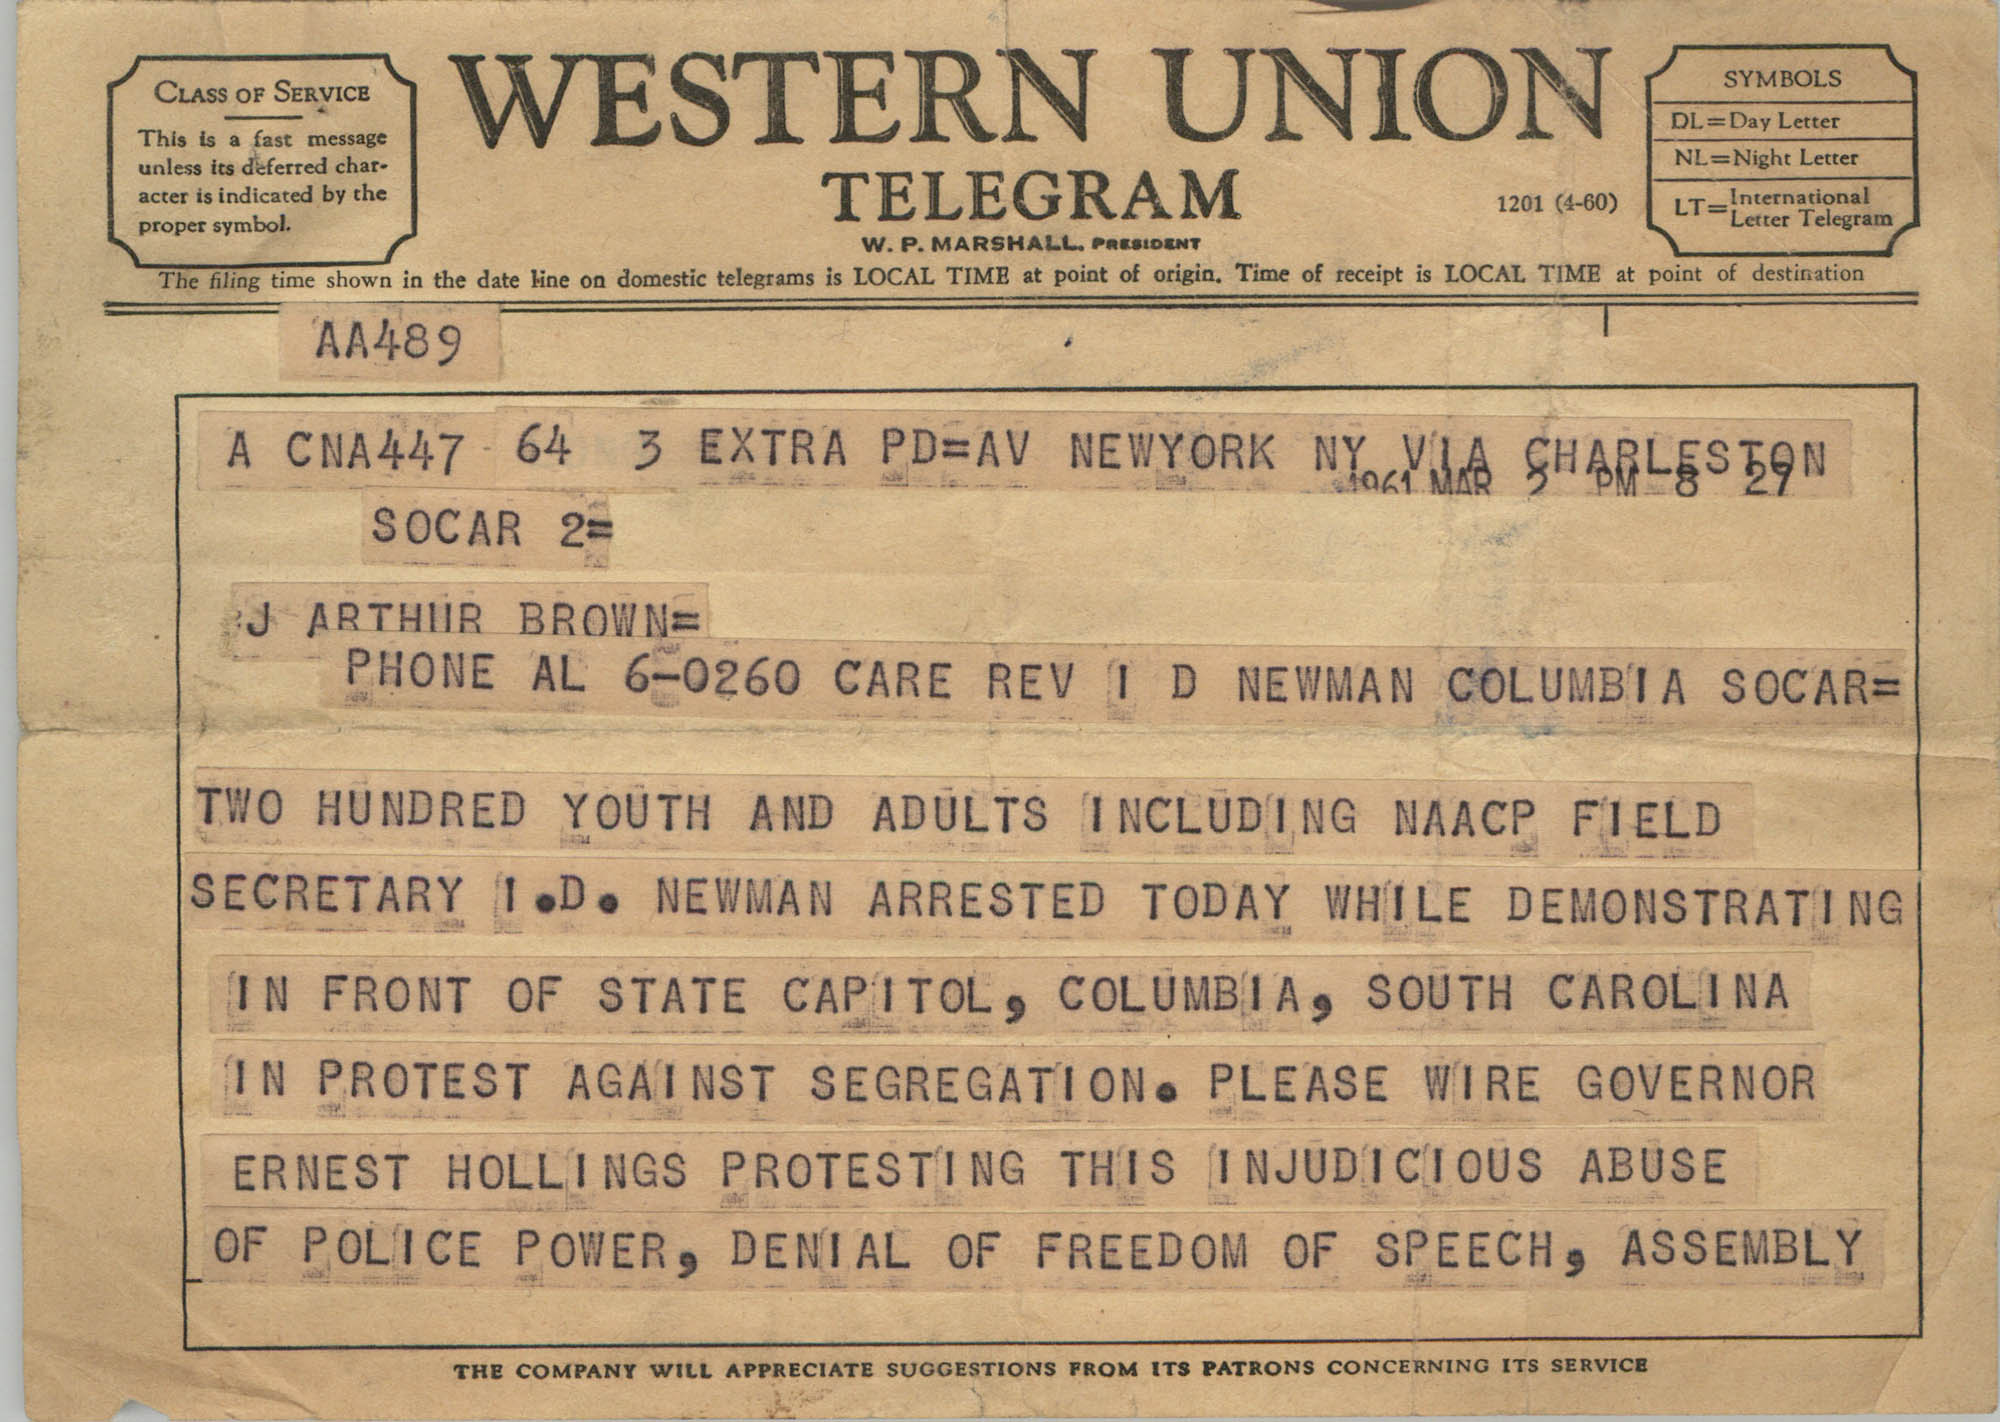 CLASS OF SERVICE
This is a fast message
unless its deferred char-
acter is indicated by the
proper symbol.
WESTERN UNION
TELEGRAM
W. P. MARSHALL, PRESIDENT
1201 (4-60)
SYMBOLS
DL=Day Letter
NL=Night Letter
LT=International Letter Telegram
The filing time shown in the date line on domestic telegrams is LOCAL TIME at point of origin. Time of receipt is LOCAL TIME at point of destination
AA489
A CNA447 64 3 EXTRA PD=AV NEWYORK NY VIA CHARLESTON
1961 MAR 2 PM 8 27
SOCAR 2=
J ARTHUR BROWN=
PHONE AL 6-0260 CARE REV I D NEWMAN COLUMBIA SOCAR=
TWO HUNDRED YOUTH AND ADULTS INCLUDING NAACP FIELD
SECRETARY I.D. NEWMAN ARRESTED TODAY WHILE DEMONSTRATING
IN FRONT OF STATE CAPITOL, COLUMBIA, SOUTH CAROLINA
IN PROTEST AGAINST SEGREGATION. PLEASE WIRE GOVERNOR
ERNEST HOLLINGS PROTESTING THIS INJUDICIOUS ABUSE
OF POLICE POWER, DENIAL OF FREEDOM OF SPEECH, ASSEMBLY
THE COMPANY WILL APPRECIATE SUGGESTIONS FROM ITS PATRONS CONCERNING ITS SERVICE